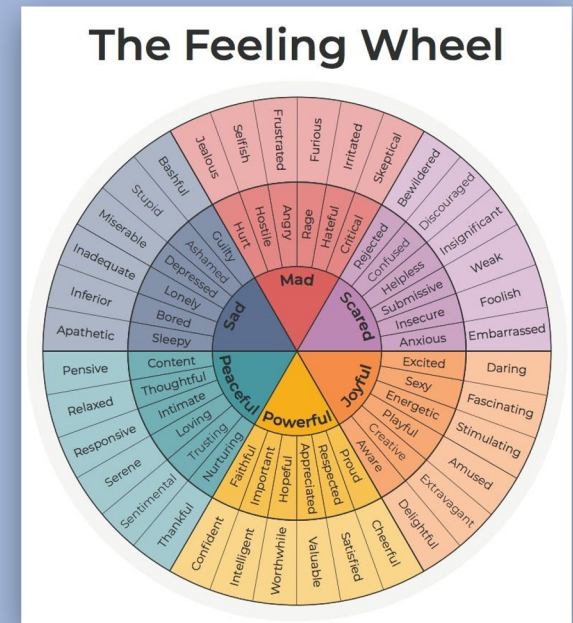 The Feeling Wheel
Mad
Scared
Joyful
Powerful
Peaceful
Sad
Hurt
Hostile
Angry
Rage
Hateful
Critical
Rejected
Confused
Helpless
Submissive
Insecure
Anxious
Excited
Sexy
Energetic
Playful
Creative
Aware
Proud
Respected
Appreciated
Hopeful
Important
Faithful
Nurturing
Trusting
Loving
Intimate
Thoughtful
Content
Sleepy
Bored
Lonely
Depressed
Ashamed
Guilty
Jealous
Selfish
Frustrated
Furious
Irritated
Skeptical
Bewildered
Discouraged
Insignificant
Weak
Foolish
Embarrassed
Daring
Fascinating
Stimulating
Amused
Extravagant
Delightful
Cheerful
Satisfied
Valuable
Worthwhile
Intelligent
Confident
Thankful
Sentimental
Serene
Responsive
Relaxed
Pensive
Apathetic
Inferior
Inadequate
Miserable
Stupid
Bashful